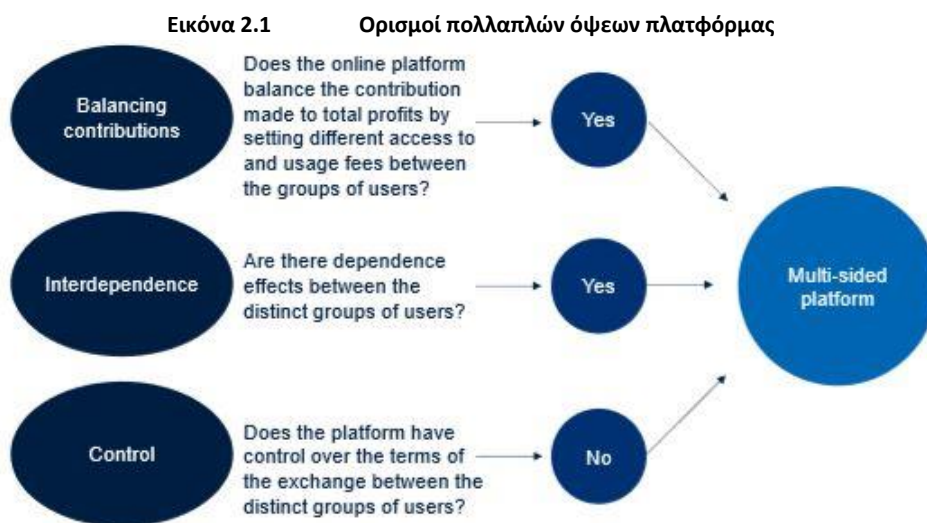 Εικόνα 2.1 Ορισμοί πολλαπλών όψεων πλατφόρμας
Balancing
contributions
Does the online platform
balance the contribution
made to total profits by
setting different access to
and usage fees between
the groups of users?
Yes
Interdependence
Are there dependence
effects between the
distinct groups of users?
Yes
Multi-sided
platform
Control
Does the platform have
control over the terms of
the exchange between the
distinct groups of users?
No